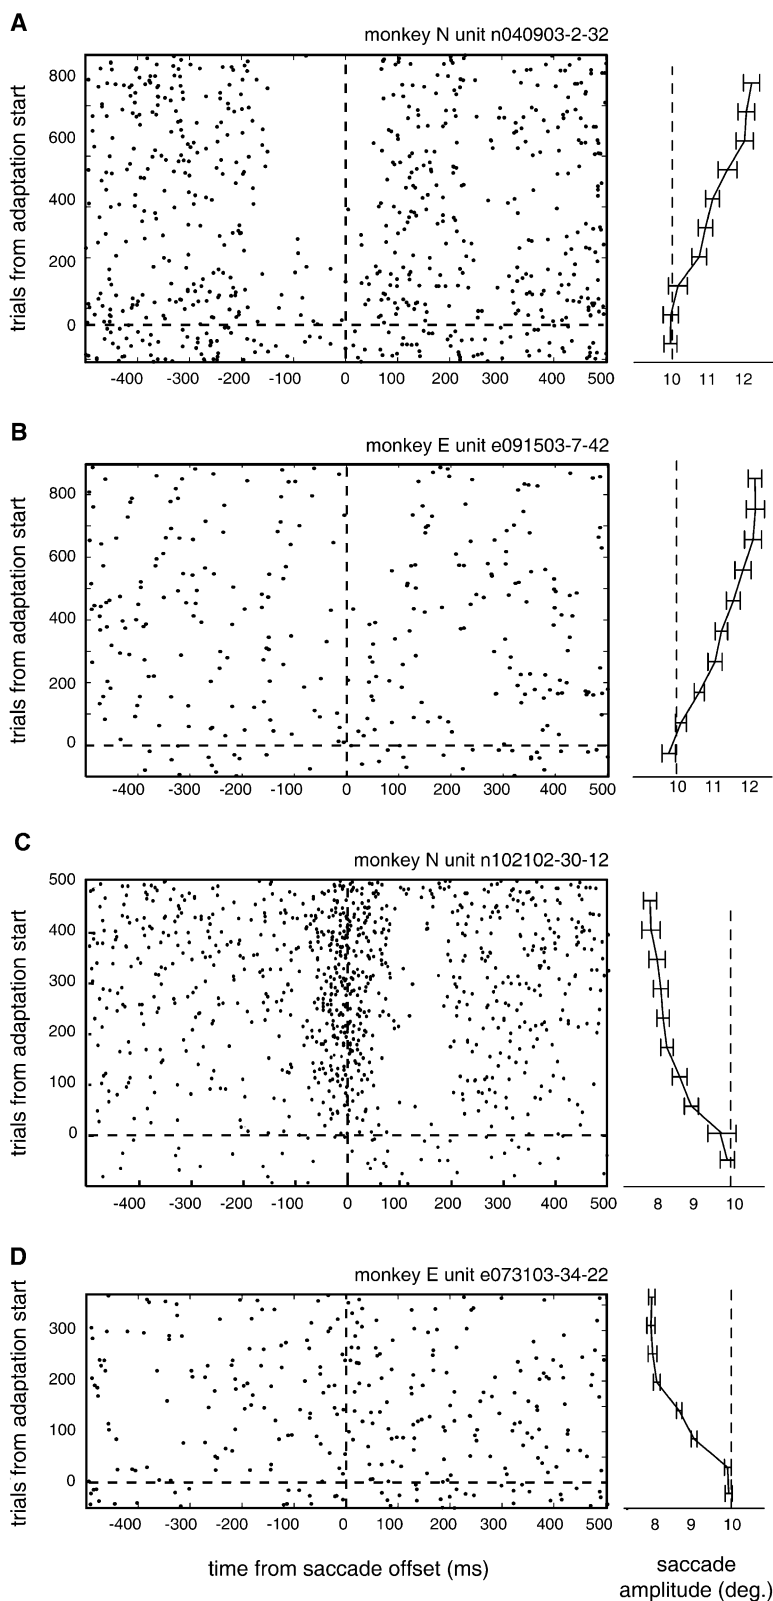 A
monkey N unit n040903-2-32
trials from adaptation start
800
600
400
200
0
-400 -300 -200 -100 0 100 200 300 400 500
10 11 12
B
monkey E unit e091503-7-42
trials from adaptation start
800
600
400
200
0
-400 -300 -200 -100 0 100 200 300 400 500
10 11 12
C
monkey N unit n102102-30-12
trials from adaptation start
500
400
300
200
100
0
-400 -300 -200 -100 0 100 200 300 400 500
8 9 10
D
monkey E unit e073103-34-22
trials from adaptation start
300
200
100
0
-400 -300 -200 -100 0 100 200 300 400 500
8 9 10
time from saccade offset (ms)
saccade
amplitude (deg.)